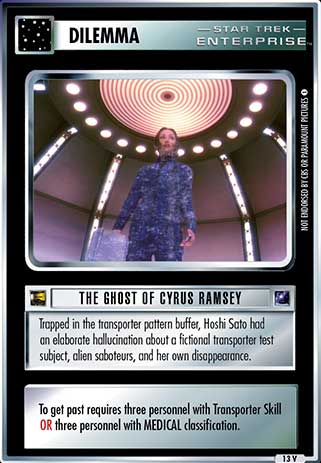 DILEMMA
STAR TREK
ENTERPRISE™
NOT ENDORSED BY CBS OR PARAMOUNT PICTURES
THE GHOST OF CYRUS RAMSEY
Trapped in the transporter pattern buffer, Hoshi Sato had
an elaborate hallucination about a fictional transporter test
subject, alien saboteurs, and her own disappearance.
To get past requires three personnel with Transporter Skill
OR three personnel with MEDICAL classification.
13 V